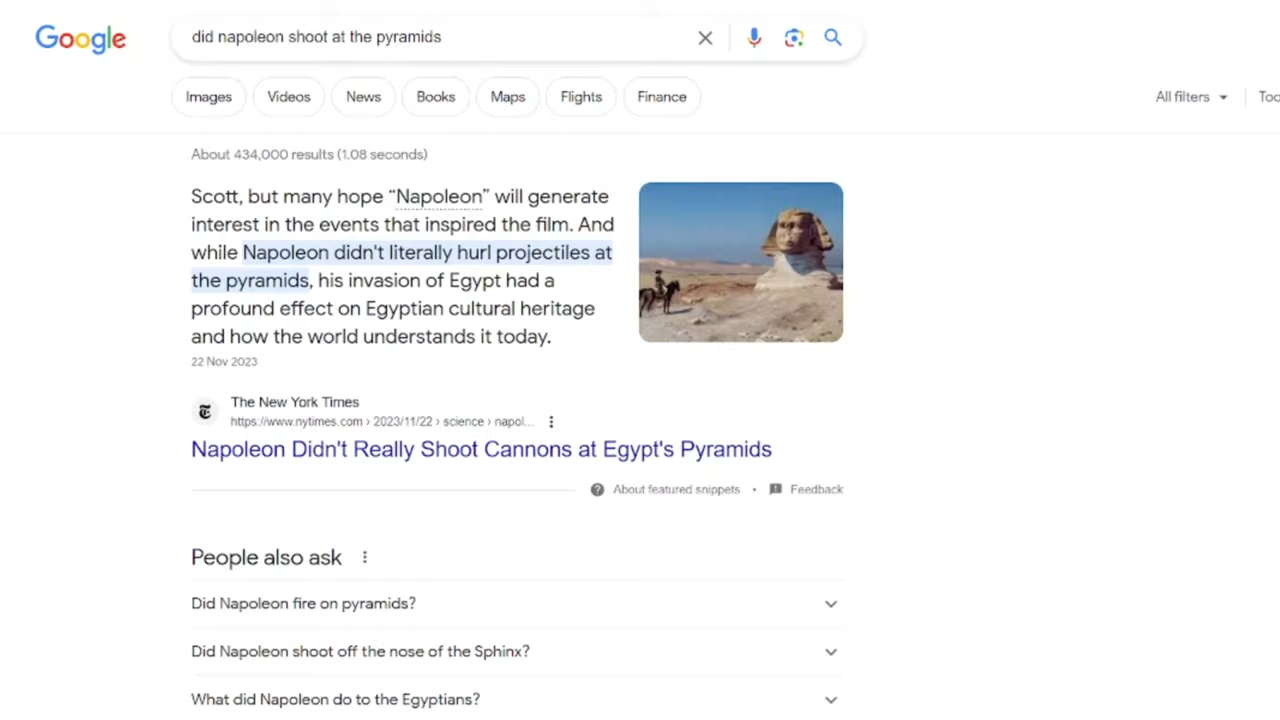 Google
did napoleon shoot at the pyramids
Images Videos News Books Maps Flights Finance
All filters
About 434,000 results (1.08 seconds)
Scott, but many hope “Napoleon” will generate
interest in the events that inspired the film. And
while Napoleon didn't literally hurl projectiles at
the pyramids, his invasion of Egypt had a
profound effect on Egyptian cultural heritage
and how the world understands it today.
22 Nov 2023
The New York Times
https://www.nytimes.com › 2023/11/22 › science › napol...
Napoleon Didn't Really Shoot Cannons at Egypt's Pyramids
About featured snippets • Feedback
People also ask
Did Napoleon fire on pyramids?
Did Napoleon shoot off the nose of the Sphinx?
What did Napoleon do to the Egyptians?